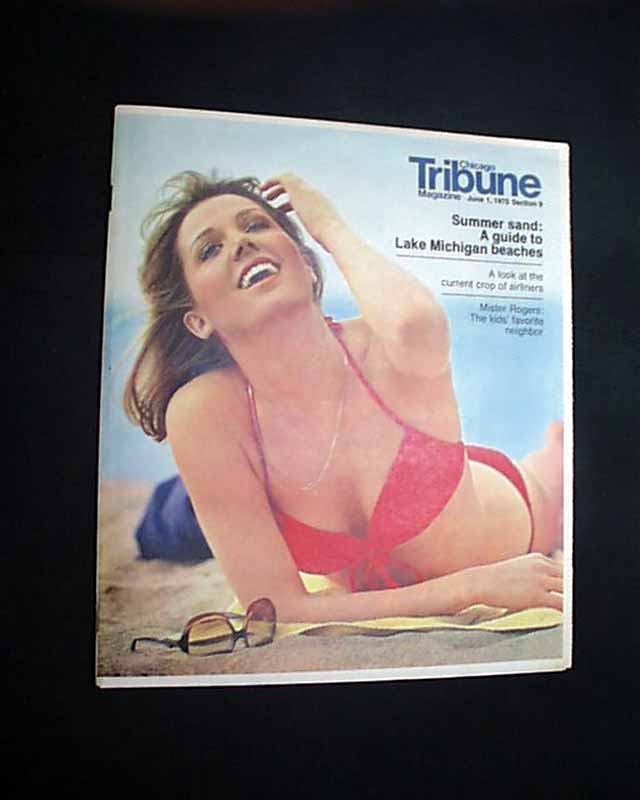 Chicago
Tribune
Magazine June 1, 1975 Section 9
Summer sand:
A guide to
Lake Michigan beaches
A look at the
current crop of airliners
Mister Rogers:
The kids' favorite
neighbor